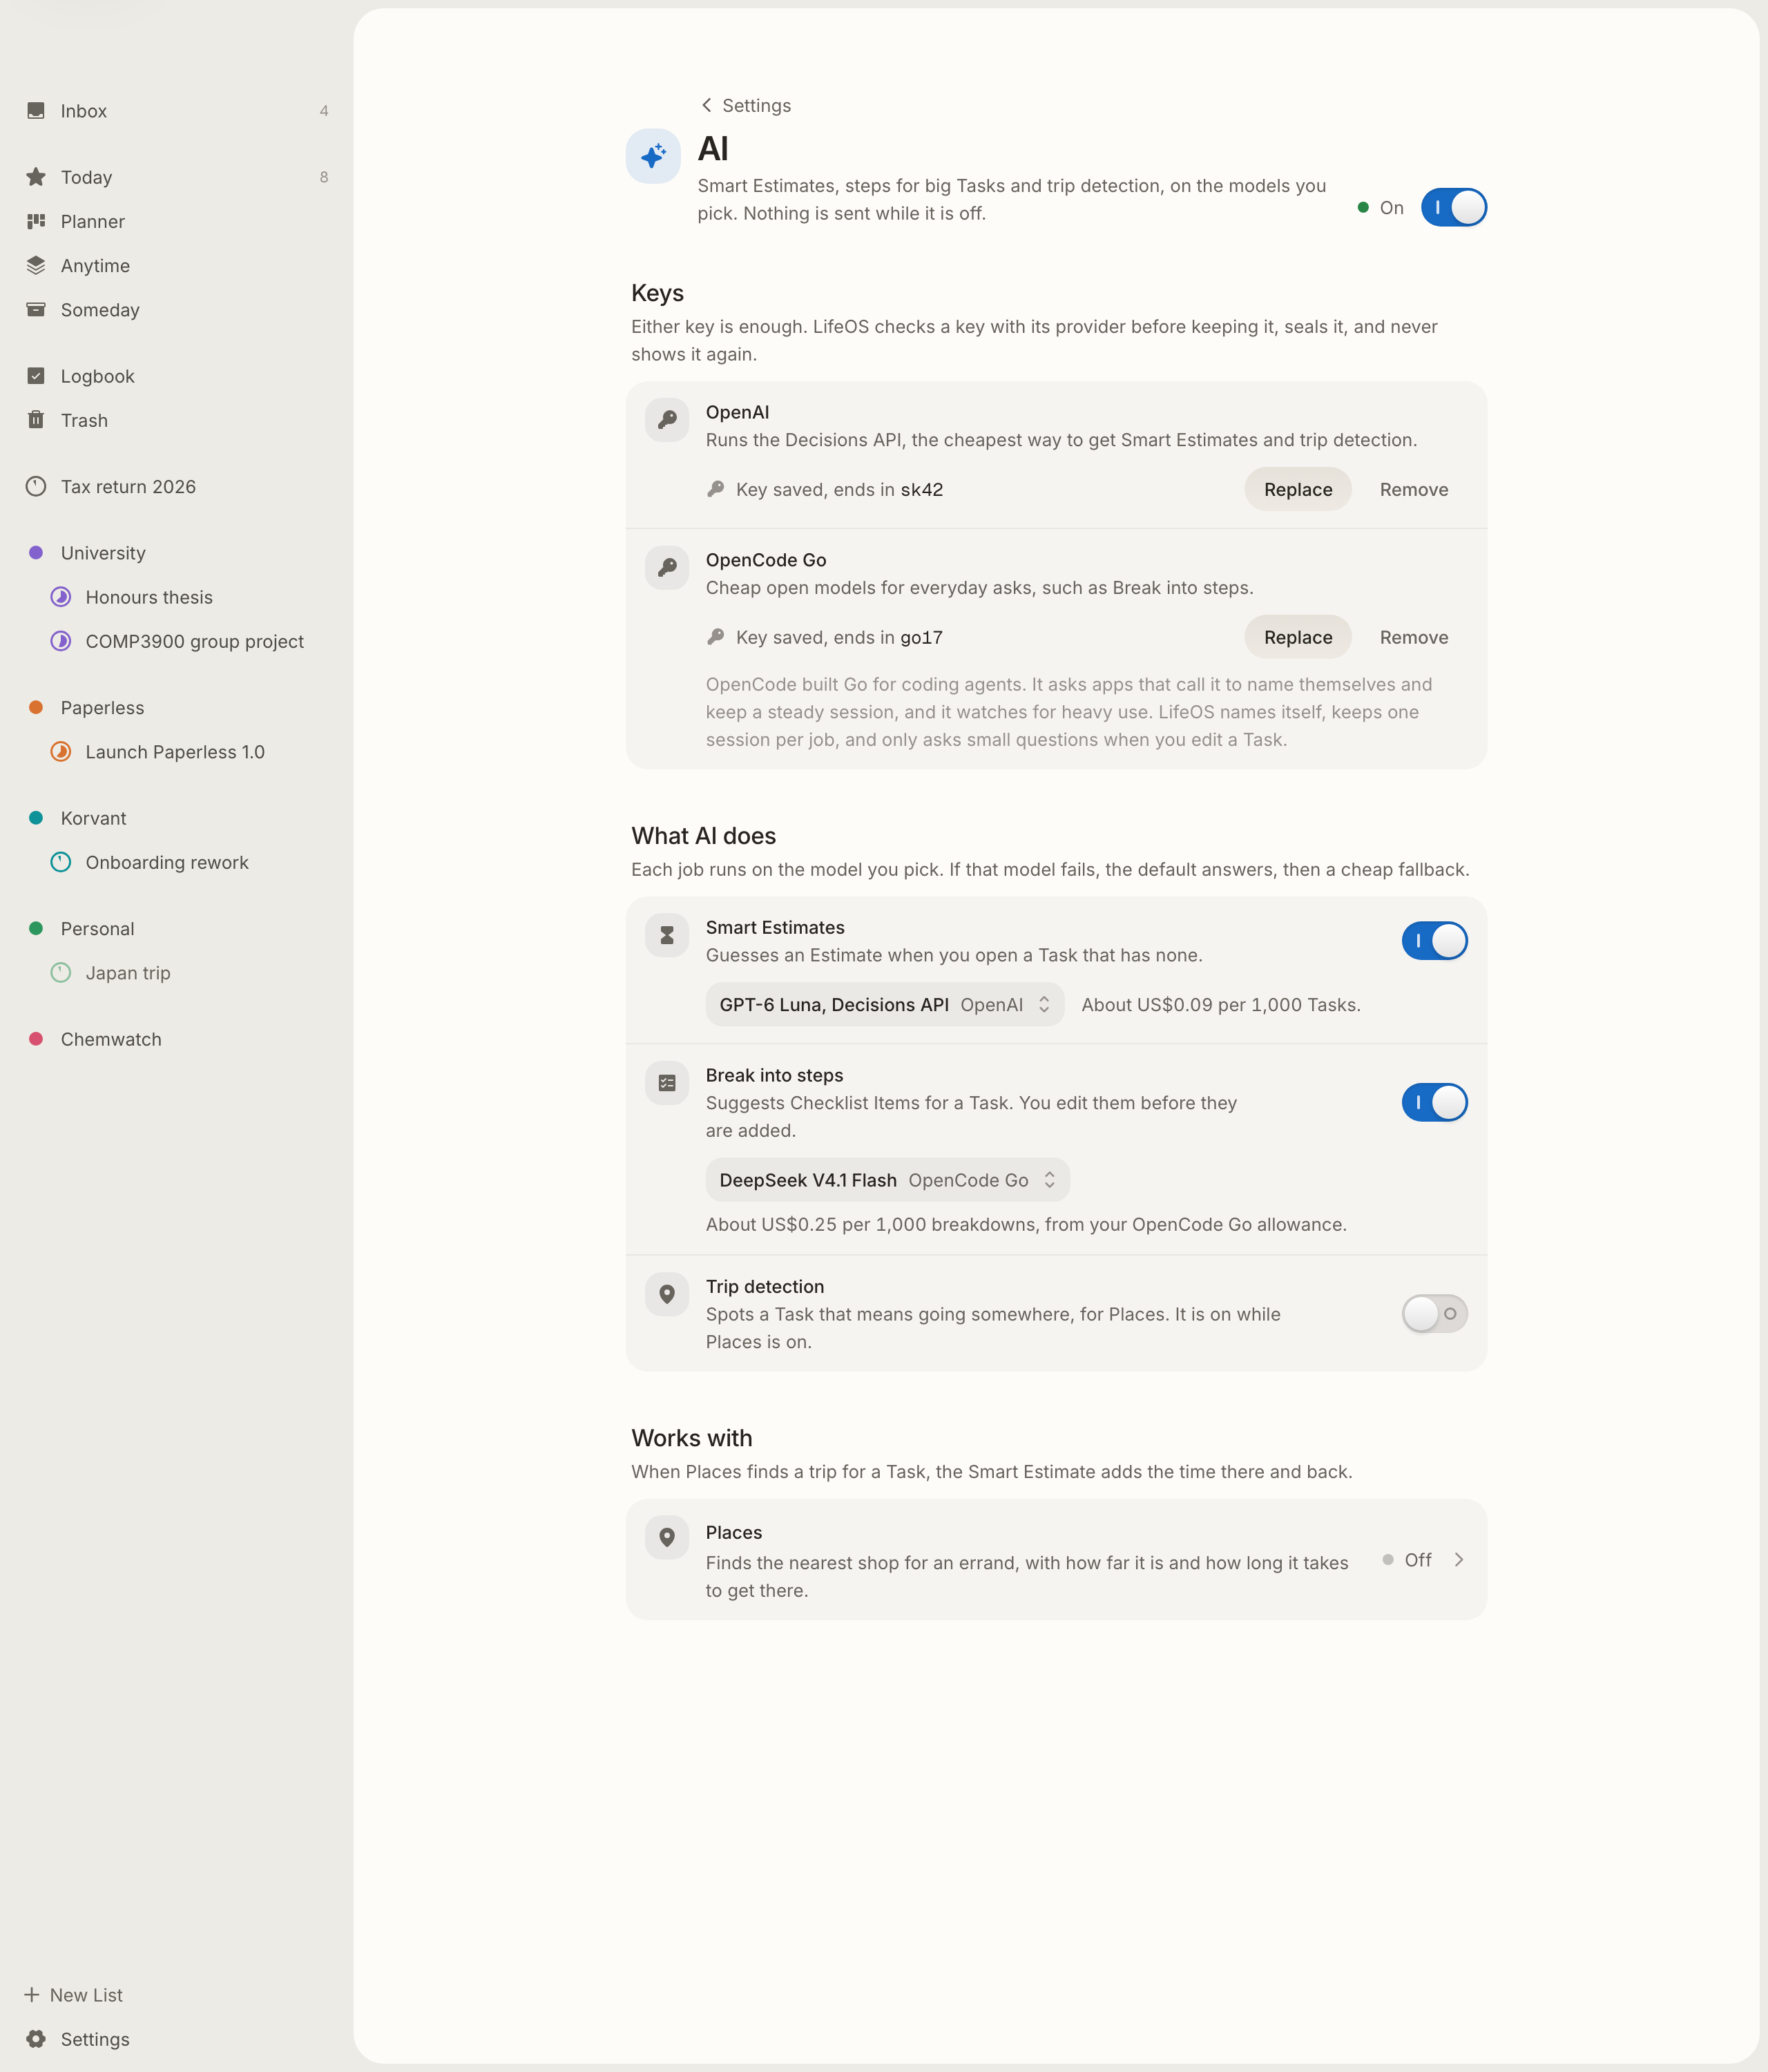 Inbox 4
Today 8
Planner
Anytime
Someday
Logbook
Trash
Tax return 2026
University
Honours thesis
COMP3900 group project
Paperless
Launch Paperless 1.0
Korvant
Onboarding rework
Personal
Japan trip
Chemwatch
New List
Settings
Settings
AI
Smart Estimates, steps for big Tasks and trip detection, on the models you
pick. Nothing is sent while it is off.
On
Keys
Either key is enough. LifeOS checks a key with its provider before keeping it, seals it, and never
shows it again.
OpenAI
Runs the Decisions API, the cheapest way to get Smart Estimates and trip detection.
Key saved, ends in sk42 Replace Remove
OpenCode Go
Cheap open models for everyday asks, such as Break into steps.
Key saved, ends in go17 Replace Remove
OpenCode built Go for coding agents. It asks apps that call it to name themselves and
keep a steady session, and it watches for heavy use. LifeOS names itself, keeps one
session per job, and only asks small questions when you edit a Task.
What AI does
Each job runs on the model you pick. If that model fails, the default answers, then a cheap fallback.
Smart Estimates
Guesses an Estimate when you open a Task that has none.
GPT-6 Luna, Decisions API OpenAI About US$0.09 per 1,000 Tasks.
Break into steps
Suggests Checklist Items for a Task. You edit them before they
are added.
DeepSeek V4.1 Flash OpenCode Go
About US$0.25 per 1,000 breakdowns, from your OpenCode Go allowance.
Trip detection
Spots a Task that means going somewhere, for Places. It is on while
Places is on.
Works with
When Places finds a trip for a Task, the Smart Estimate adds the time there and back.
Places
Finds the nearest shop for an errand, with how far it is and how long it takes
to get there.
Off